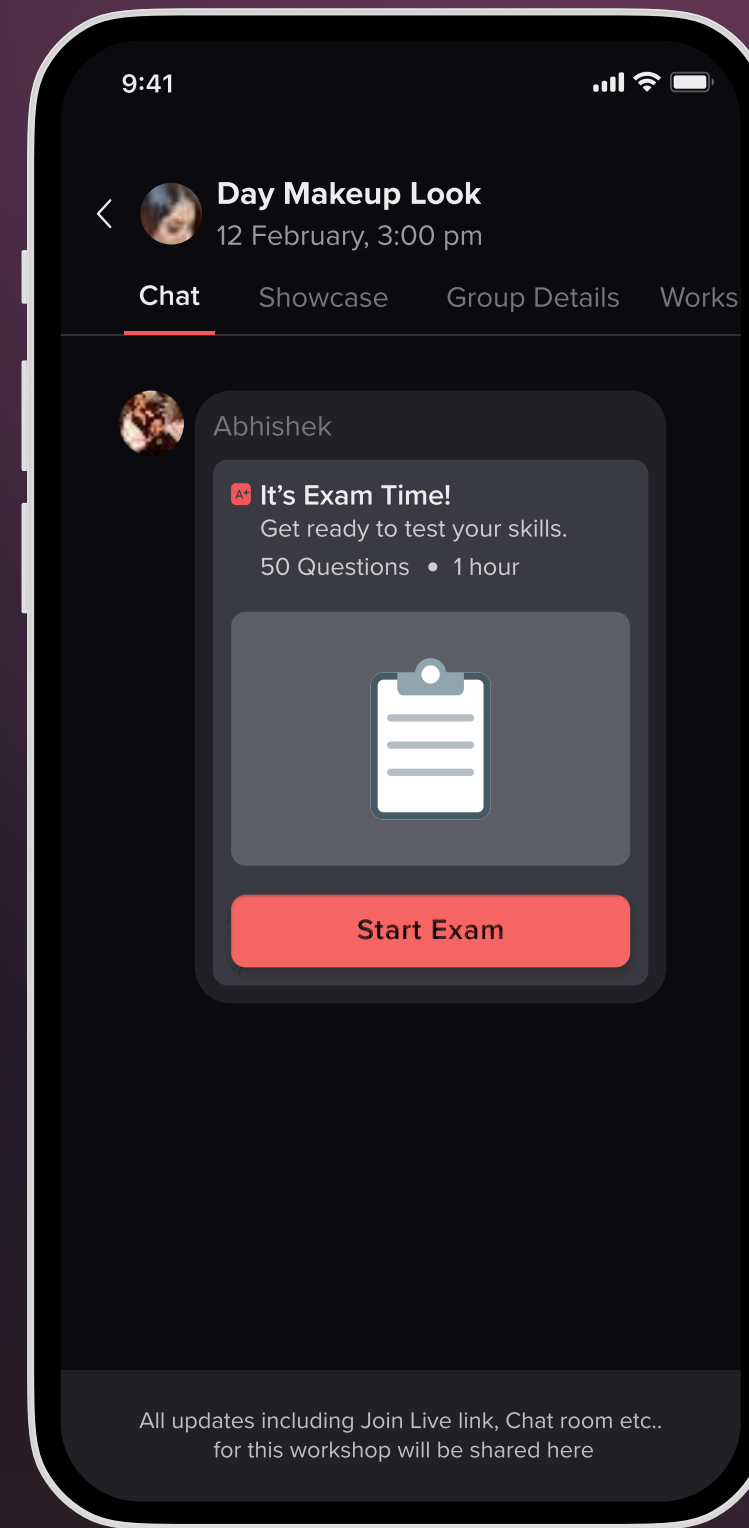 9:41
Day Makeup Look
12 February, 3:00 pm
Chat Showcase Group Details Works
Abhishek
A+ It’s Exam Time!
Get ready to test your skills.
50 Questions • 1 hour
Start Exam
All updates including Join Live link, Chat room etc..
for this workshop will be shared here